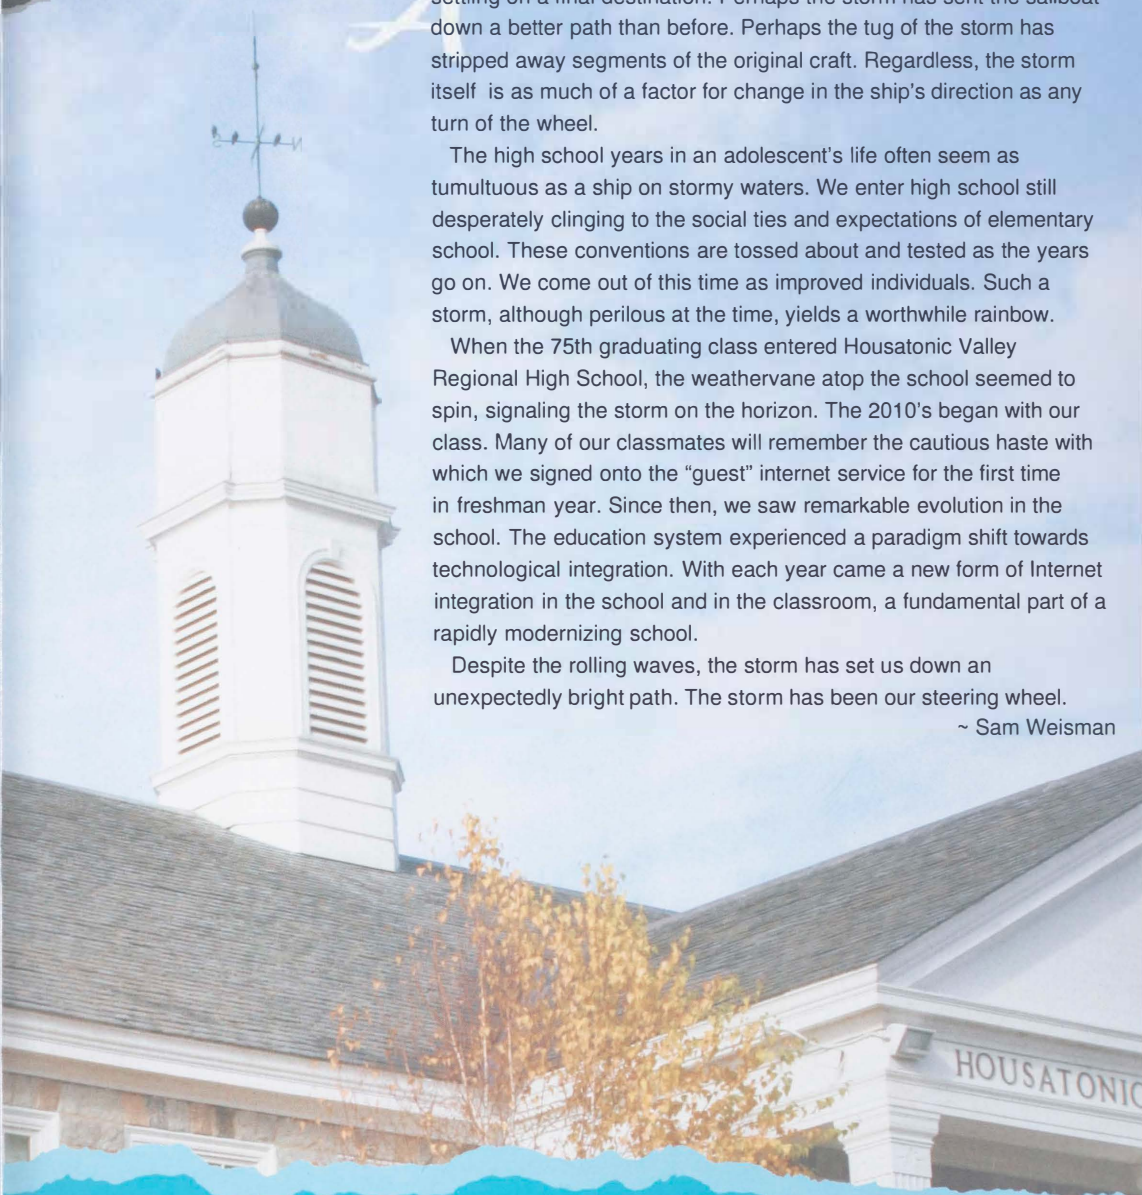 settling on a final destination. Perhaps the storm has sent the sailboat
down a better path than before. Perhaps the tug of the storm has
stripped away segments of the original craft. Regardless, the storm
itself is as much of a factor for change in the ship's direction as any
turn of the wheel.
The high school years in an adolescent's life often seem as
tumultuous as a ship on stormy waters. We enter high school still
desperately clinging to the social ties and expectations of elementary
school. These conventions are tossed about and tested as the years
go on. We come out of this time as improved individuals. Such a
storm, although perilous at the time, yields a worthwhile rainbow.
When the 75th graduating class entered Housatonic Valley
Regional High School, the weathervane atop the school seemed to
spin, signaling the storm on the horizon. The 2010's began with our
class. Many of our classmates will remember the cautious haste with
which we signed onto the “guest” internet service for the first time
in freshman year. Since then, we saw remarkable evolution in the
school. The education system experienced a paradigm shift towards
technological integration. With each year came a new form of Internet
integration in the school and in the classroom, a fundamental part of a
rapidly modernizing school.
Despite the rolling waves, the storm has set us down an
unexpectedly bright path. The storm has been our steering wheel.
~ Sam Weisman
S N
HOUSATONIC